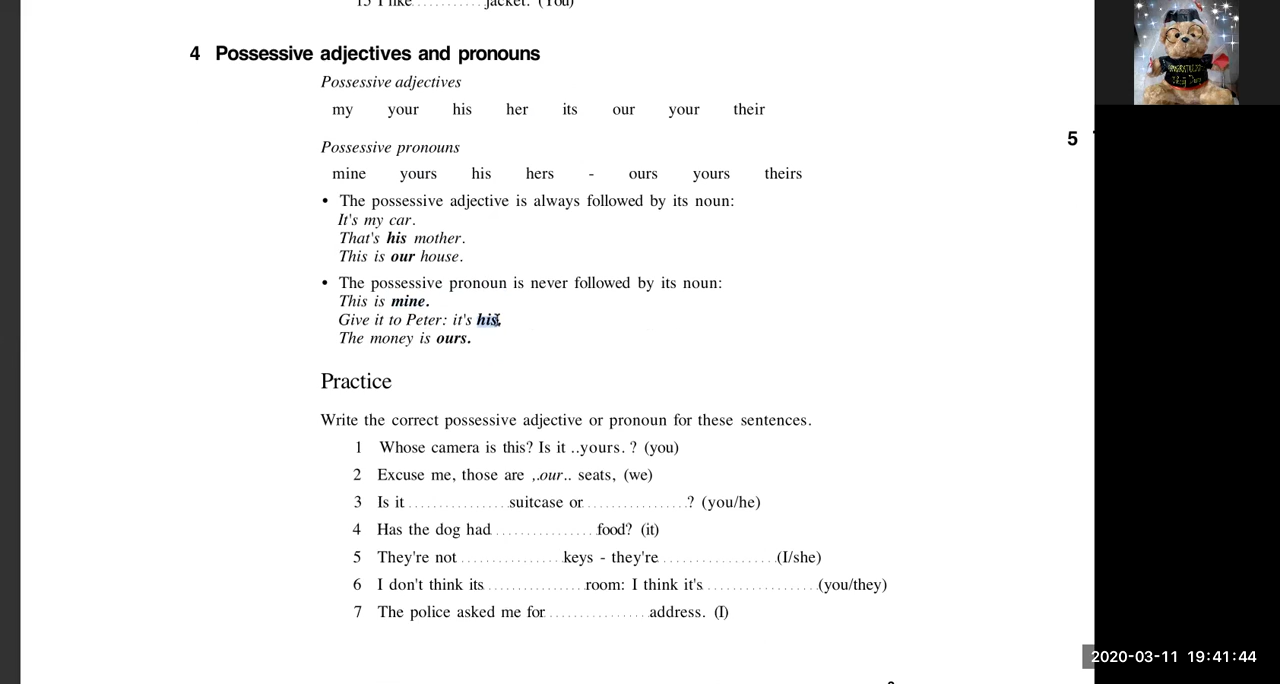 15 I like...........jacket. (You)
4 Possessive adjectives and pronouns
Possessive adjectives
my your his her its our your their
Possessive pronouns
mine yours his hers - ours yours theirs
• The possessive adjective is always followed by its noun:
It's my car.
That's his mother.
This is our house.
• The possessive pronoun is never followed by its noun:
This is mine.
Give it to Peter: it's his.
The money is ours.
Practice
Write the correct possessive adjective or pronoun for these sentences.
1 Whose camera is this? Is it ..yours. ? (you)
2 Excuse me, those are ,.our.. seats, (we)
3 Is it ..................suitcase or..................? (you/he)
4 Has the dog had..................food? (it)
5 They're not..................keys - they're....................(I/she)
6 I don't think its..................room: I think it's....................(you/they)
7 The police asked me for..................address. (I)
5
2020-03-11 19:41:44